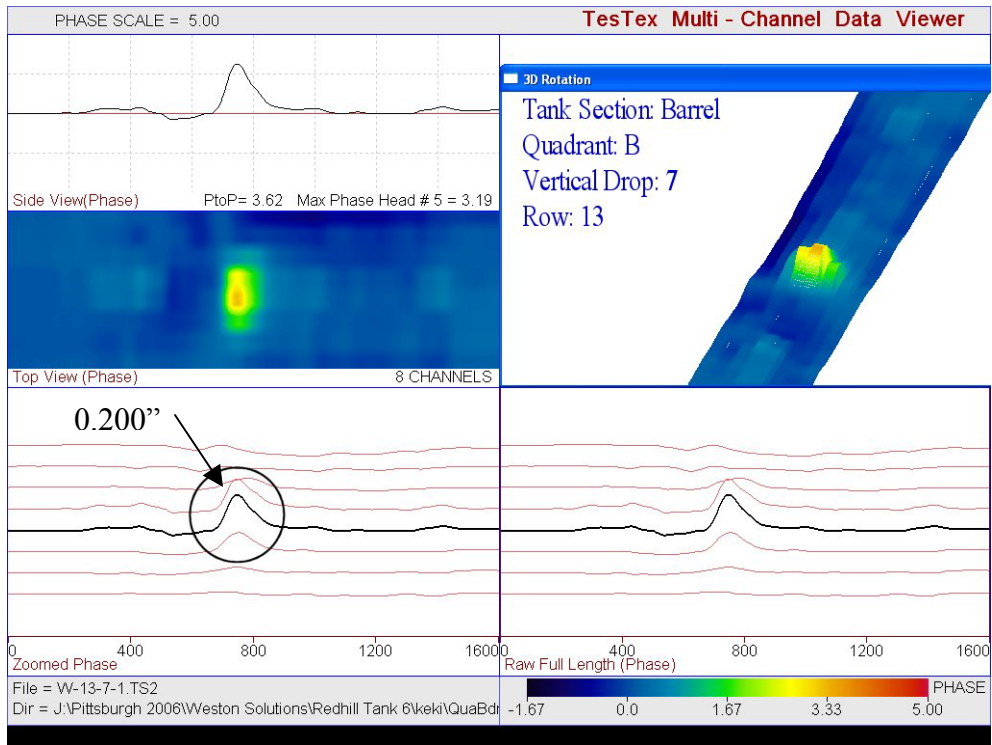 PHASE SCALE = 5.00
TesTex Multi - Channel Data Viewer
3D Rotation
Tank Section: Barrel
Quadrant: B
Vertical Drop: 7
Row: 13
Side View(Phase) PtoP= 3.62 Max Phase Head # 5 = 3.19
Top View (Phase) 8 CHANNELS
0.200”
0 400 800 1200 1600
Zoomed Phase
0 400 800 1200 1600
Raw Full Length (Phase)
File = W-13-7-1.TS2
Dir = J:\Pittsburgh 2006\Weston Solutions\Redhill Tank 6\keki\QuaBdr
PHASE
-1.67 0.0 1.67 3.33 5.00